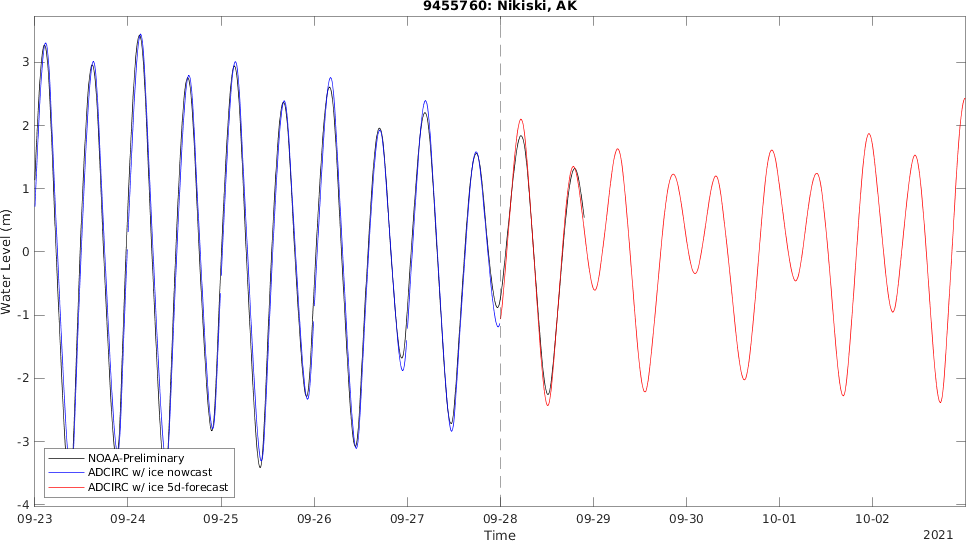 9455760: Nikiski, AK
Water Level (m)
3
2
1
0
-1
-2
-3
-4
NOAA-Preliminary
ADCIRC w/ ice nowcast
ADCIRC w/ ice 5d-forecast
09-23 09-24 09-25 09-26 09-27 09-28 09-29 09-30 10-01 10-02
Time
2021